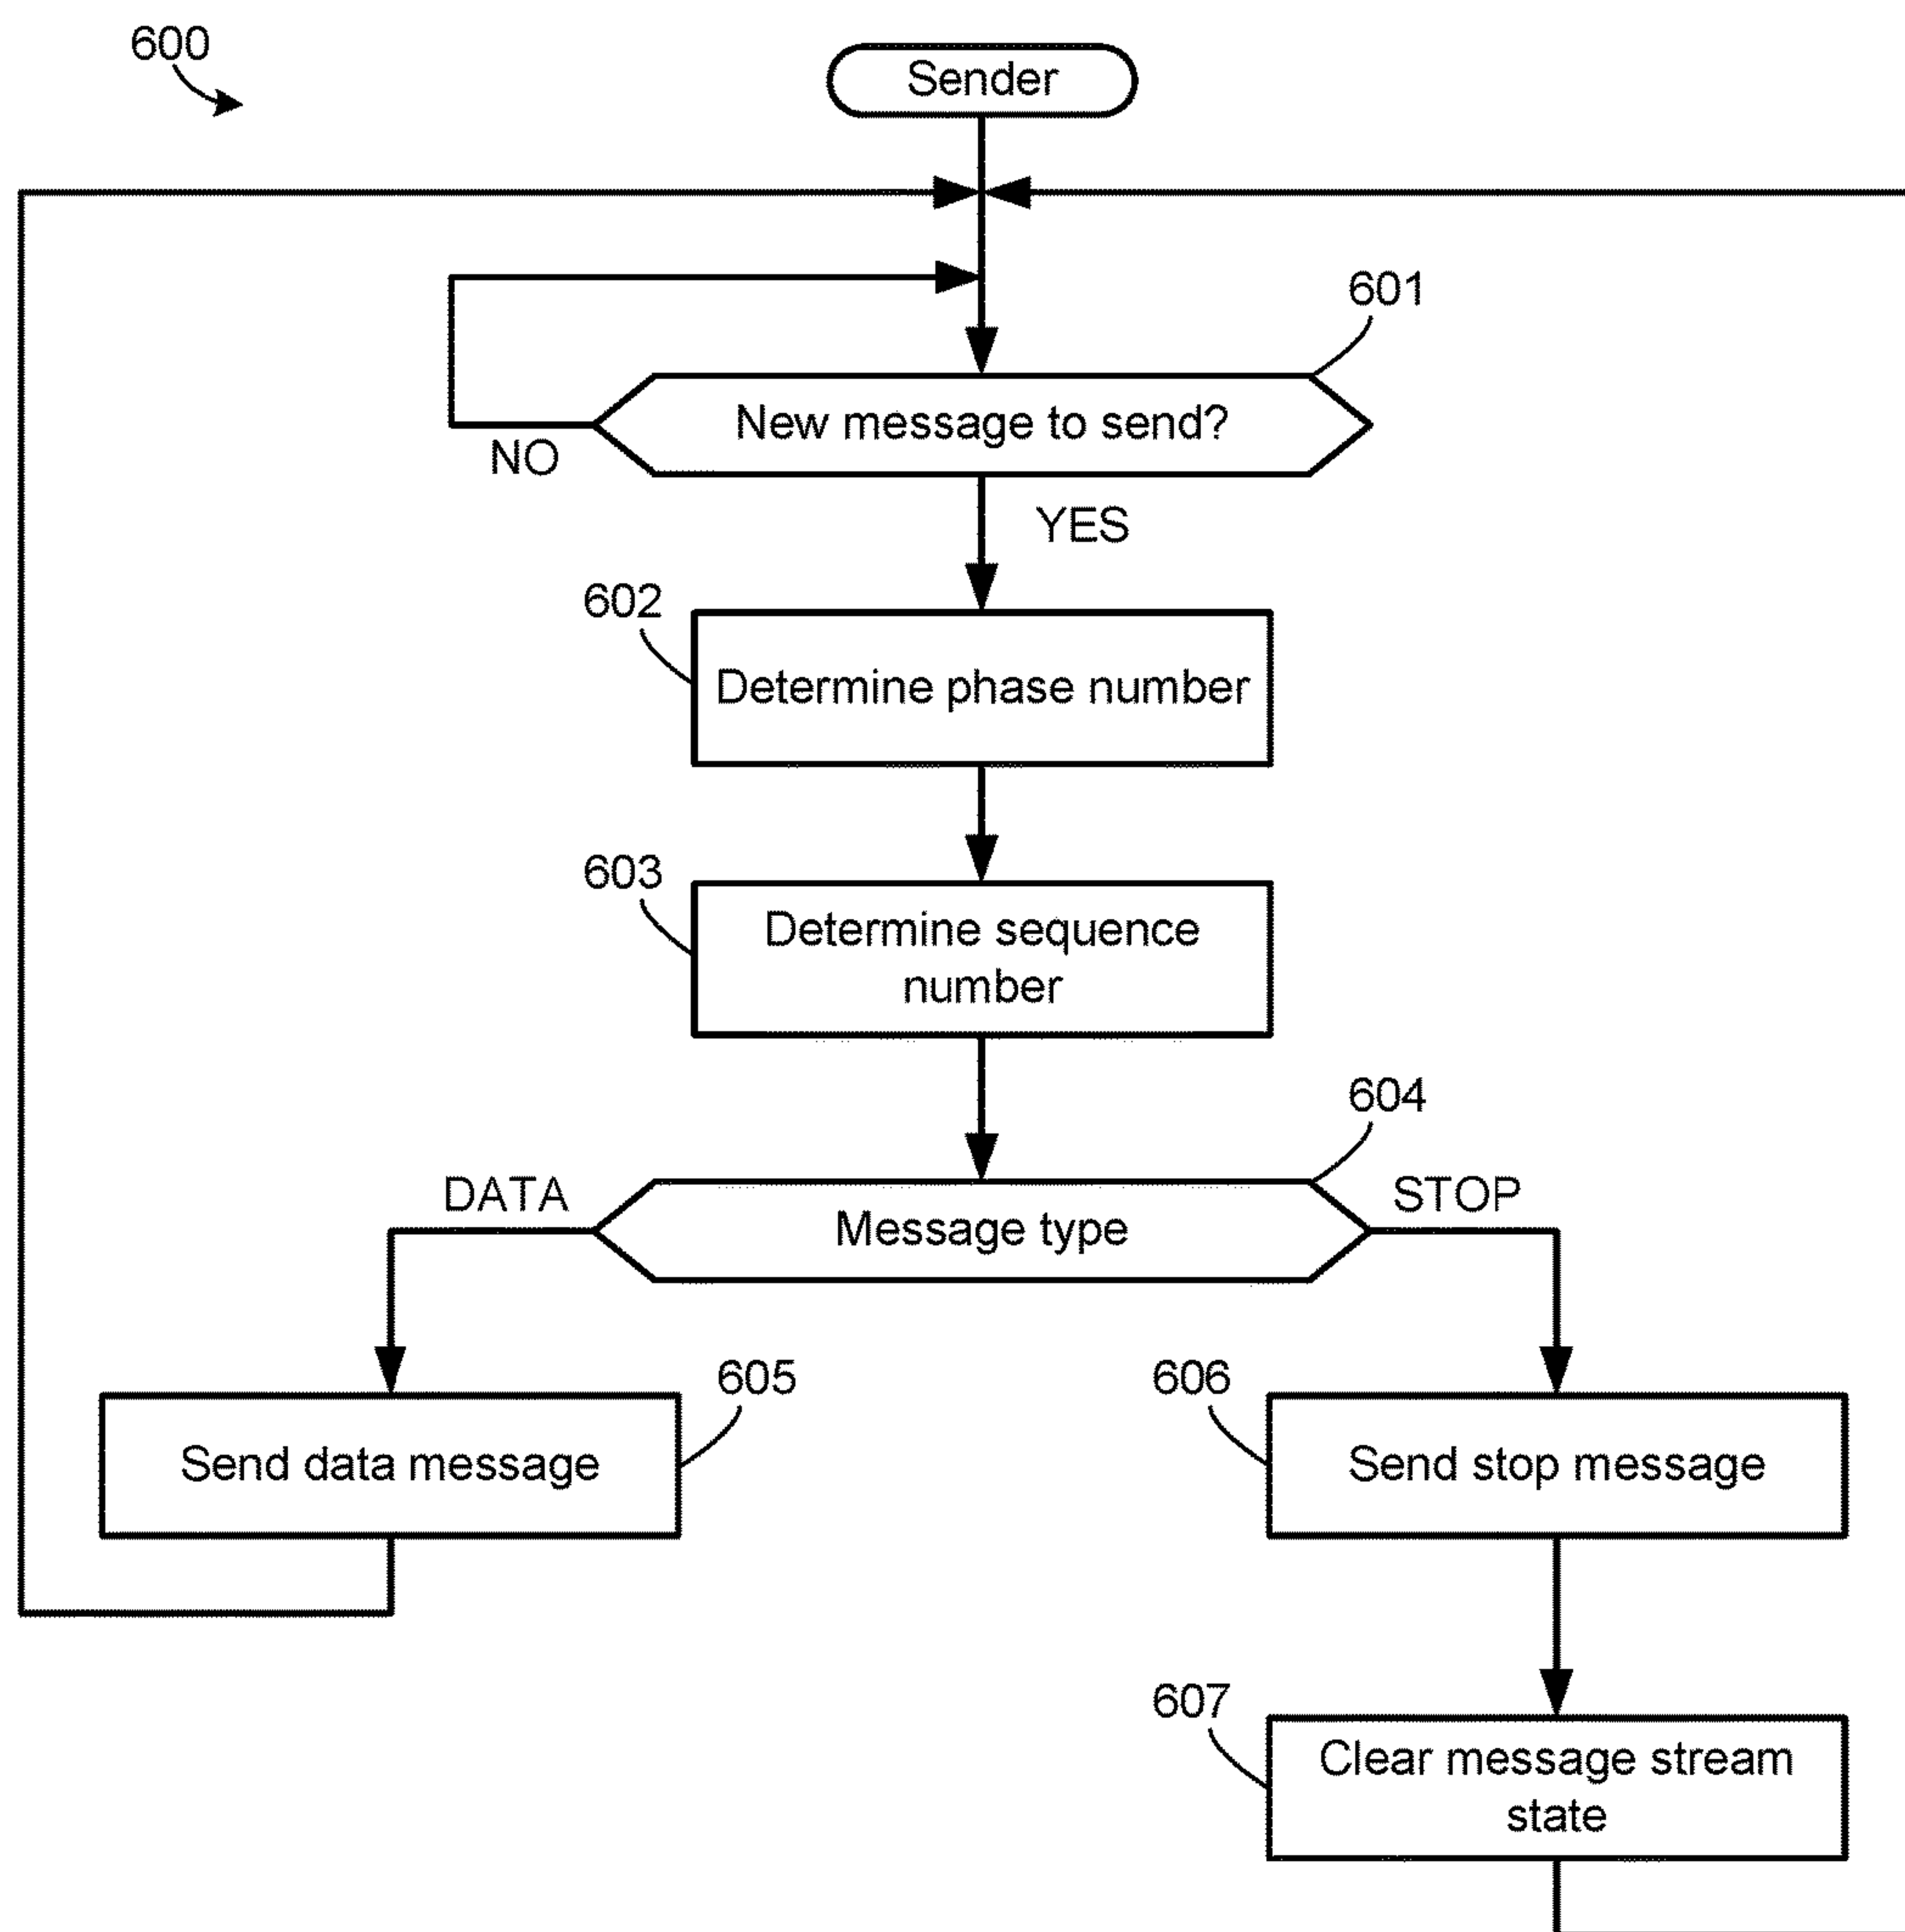 600
Sender
601
New message to send?
NO
YES
602
Determine phase number
603
Determine sequence
number
604
DATA
STOP
Message type
605
606
Send data message
Send stop message
607
Clear message stream
state